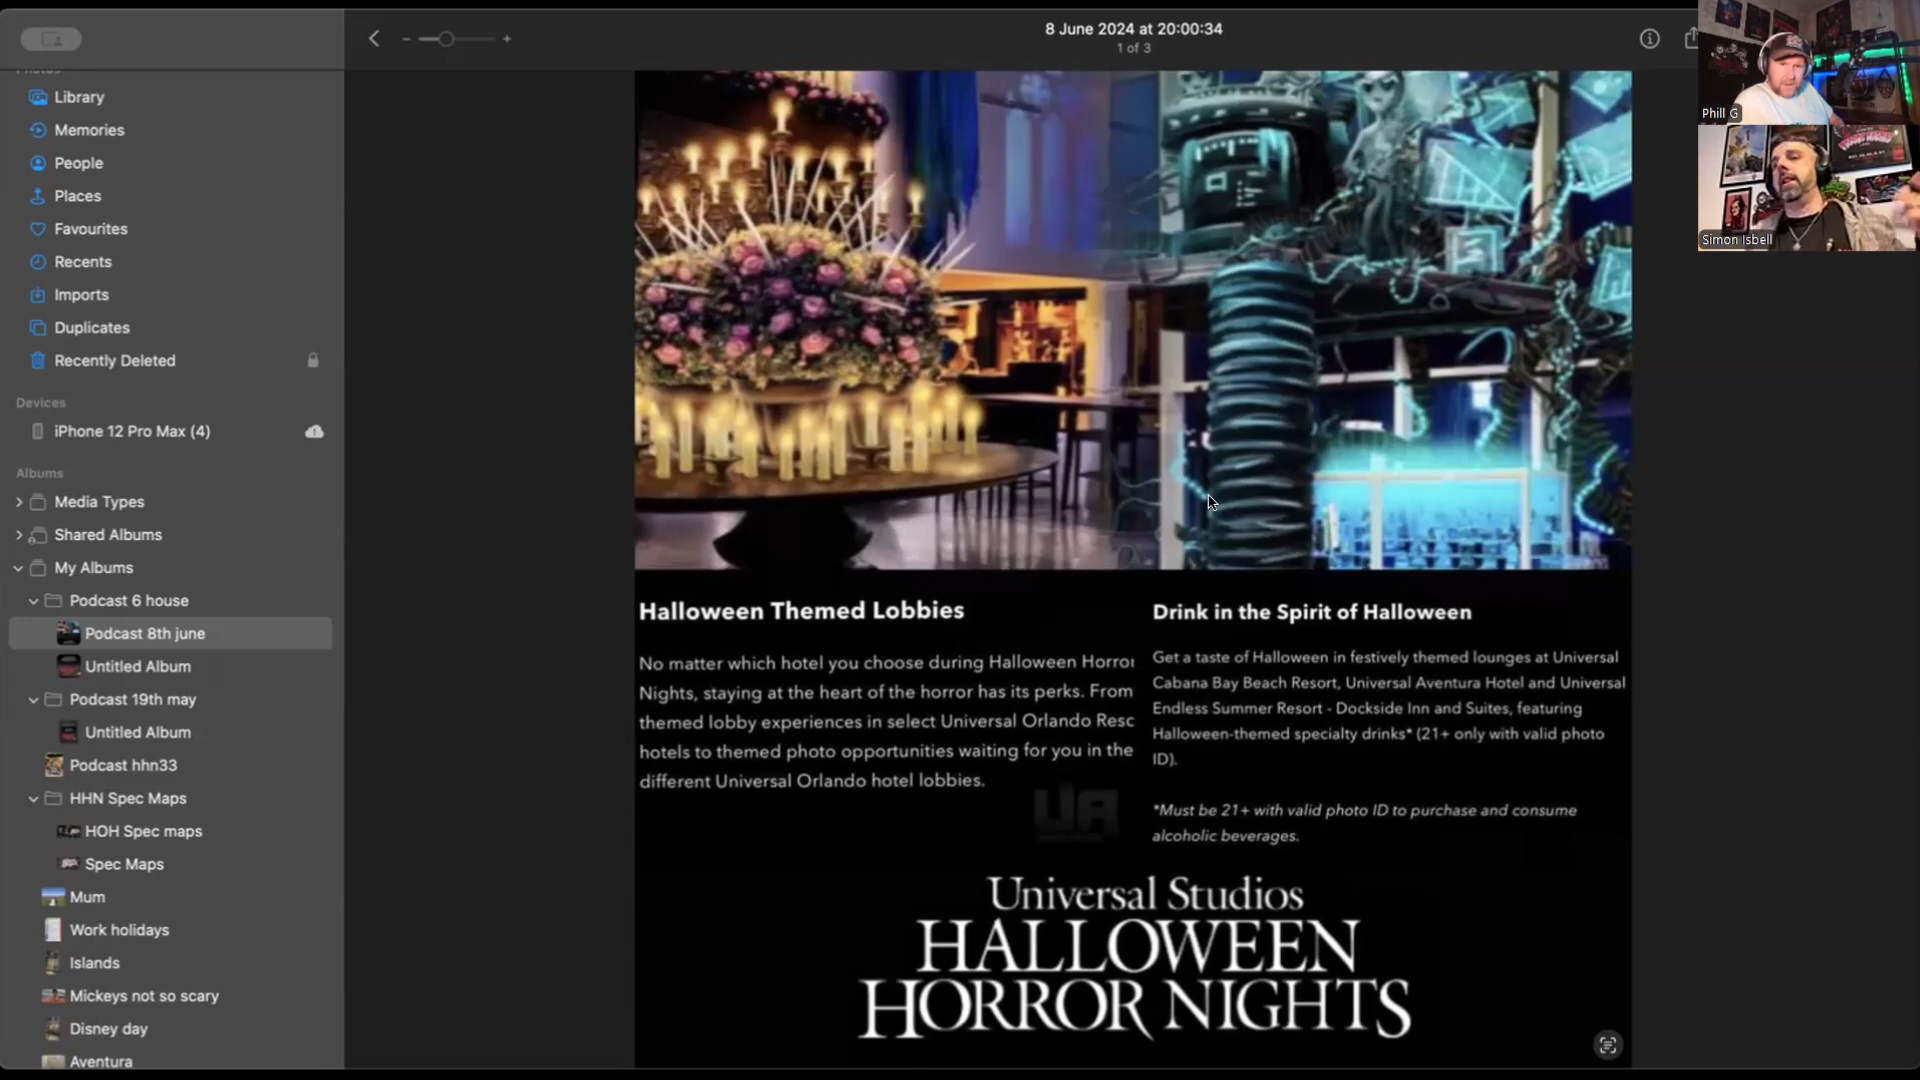 8 June 2024 at 20:00:34
1 of 3
Library
Memories
People
Places
Favourites
Recents
Imports
Duplicates
Recently Deleted
Devices
iPhone 12 Pro Max (4)
Albums
Media Types
Shared Albums
My Albums
Podcast 6 house
Podcast 8th june
Untitled Album
Podcast 19th may
Untitled Album
Podcast hhn33
HHN Spec Maps
HOH Spec maps
Spec Maps
Mum
Work holidays
Islands
Mickeys not so scary
Disney day
Aventura
Halloween Themed Lobbies
No matter which hotel you choose during Halloween Horror
Nights, staying at the heart of the horror has its perks. From
themed lobby experiences in select Universal Orlando Resc
hotels to themed photo opportunities waiting for you in the
different Universal Orlando hotel lobbies.
Drink in the Spirit of Halloween
Get a taste of Halloween in festively themed lounges at Universal
Cabana Bay Beach Resort, Universal Aventura Hotel and Universal
Endless Summer Resort - Dockside Inn and Suites, featuring
Halloween-themed specialty drinks* (21+ only with valid photo
ID).
*Must be 21+ with valid photo ID to purchase and consume
alcoholic beverages.
UA
Universal Studios
HALLOWEEN
HORROR NIGHTS
Phill G
Simon Isbell